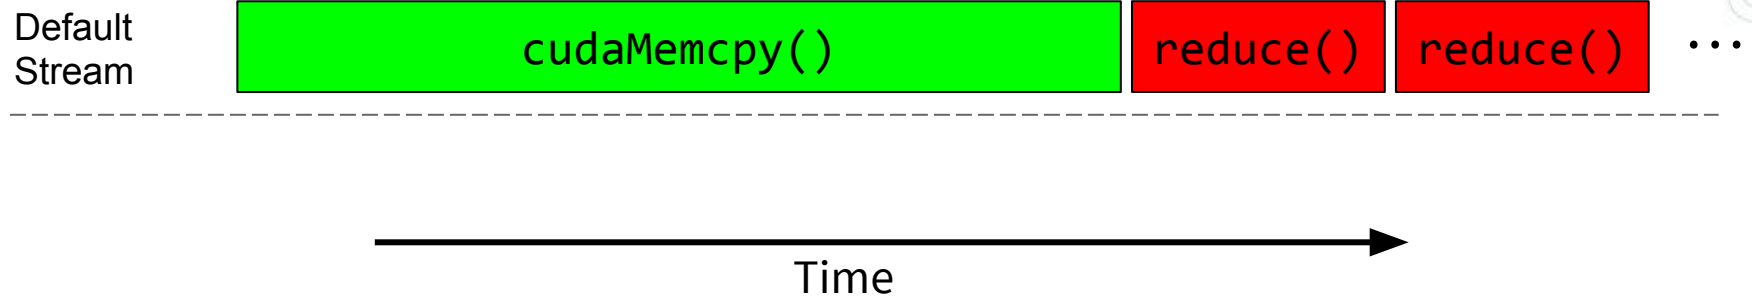 Default
Stream
cudaMemcpy()
reduce()
reduce()
...
Time